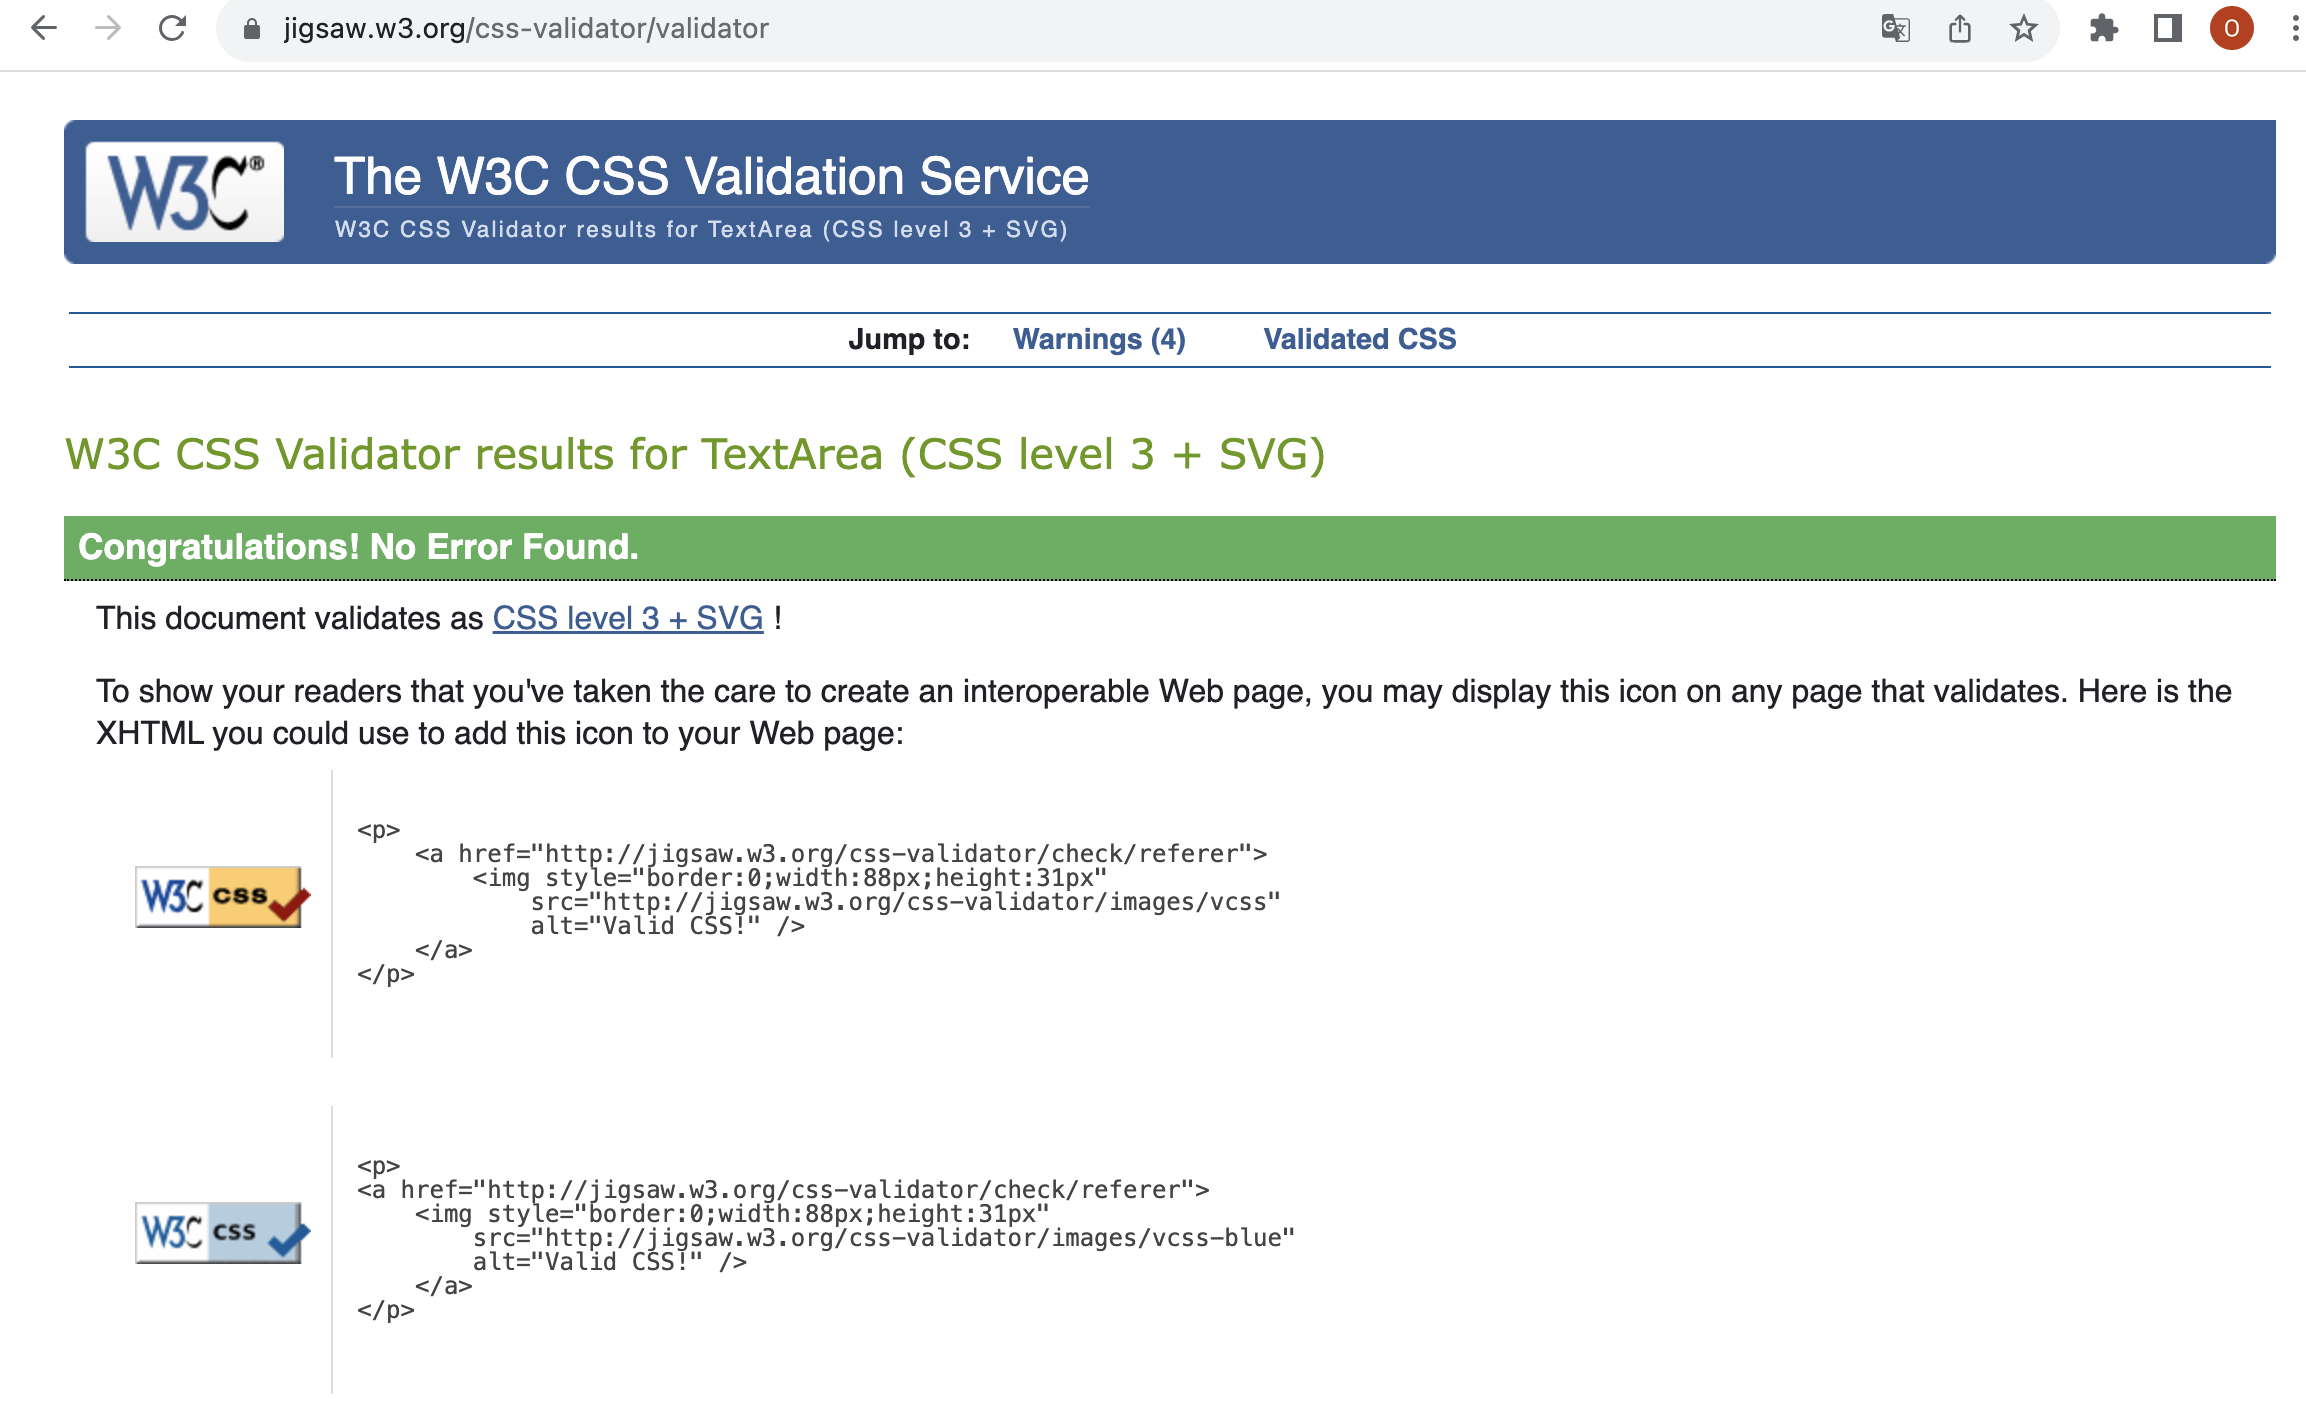 jigsaw.w3.org/css-validator/validator
O
W3C®
The W3C CSS Validation Service
W3C CSS Validator results for TextArea (CSS level 3 + SVG)
Jump to: Warnings (4) Validated CSS
W3C CSS Validator results for TextArea (CSS level 3 + SVG)
Congratulations! No Error Found.
This document validates as CSS level 3 + SVG !
To show your readers that you've taken the care to create an interoperable Web page, you may display this icon on any page that validates. Here is the
XHTML you could use to add this icon to your Web page:
W3C css
<p>
    <a href="http://jigsaw.w3.org/css-validator/check/referer">
        <img style="border:0;width:88px;height:31px"
            src="http://jigsaw.w3.org/css-validator/images/vcss"
            alt="Valid CSS!" />
    </a>
</p>
W3C css
<p>
<a href="http://jigsaw.w3.org/css-validator/check/referer">
    <img style="border:0;width:88px;height:31px"
        src="http://jigsaw.w3.org/css-validator/images/vcss-blue"
        alt="Valid CSS!" />
    </a>
</p>